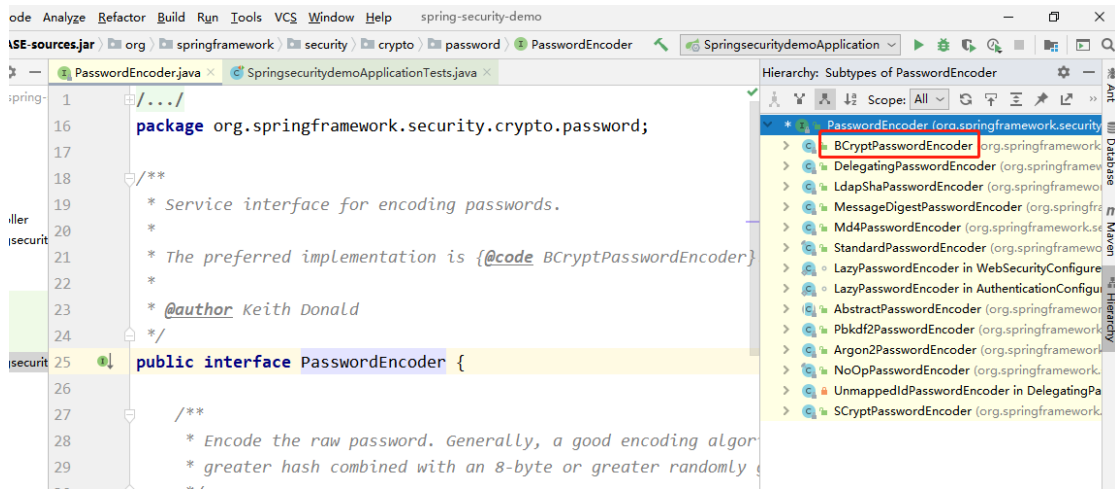 ode Analyze Refactor Build Run Tools VCS Window Help spring-security-demo
ASE-sources.jar org springframework security crypto password PasswordEncoder SpringsecuritydemoApplication
PasswordEncoder.java SpringsecuritydemoApplicationTests.java
spring-
ller
securit
securit
1 /.../
16 package org.springframework.security.crypto.password;
17
18 /**
19 * Service interface for encoding passwords.
20 *
21 * The preferred implementation is {@code BCryptPasswordEncoder}
22 *
23 * @author Keith Donald
24 */
25 public interface PasswordEncoder {
26
27 /**
28 * Encode the raw password. Generally, a good encoding algor
29 * greater hash combined with an 8-byte or greater randomly
Hierarchy: Subtypes of PasswordEncoder
Scope: All
* PasswordEncoder (org.springframework.security
BCryptPasswordEncoder (org.springframework
DelegatingPasswordEncoder (org.springframew
LdapShaPasswordEncoder (org.springframewo
MessageDigestPasswordEncoder (org.springfra
Md4PasswordEncoder (org.springframework.se
StandardPasswordEncoder (org.springframewo
LazyPasswordEncoder in WebSecurityConfigure
LazyPasswordEncoder in AuthenticationConfigu
AbstractPasswordEncoder (org.springframewor
Pbkdf2PasswordEncoder (org.springframework
Argon2PasswordEncoder (org.springframework
NoOpPasswordEncoder (org.springframework.
UnmappedIdPasswordEncoder in DelegatingPa
SCryptPasswordEncoder (org.springframework.
Ant
Database
m Maven
Hierarchy